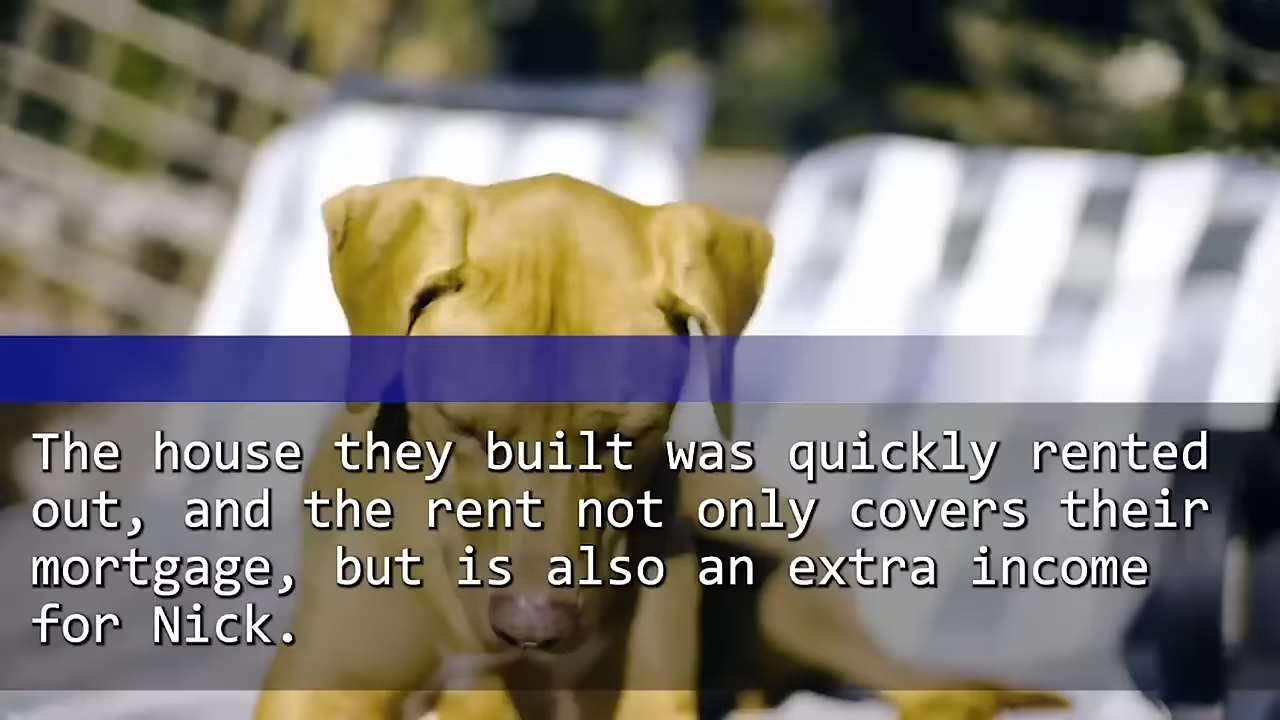 The house they built was quickly rented
out, and the rent not only covers their
mortgage, but is also an extra income
for Nick.